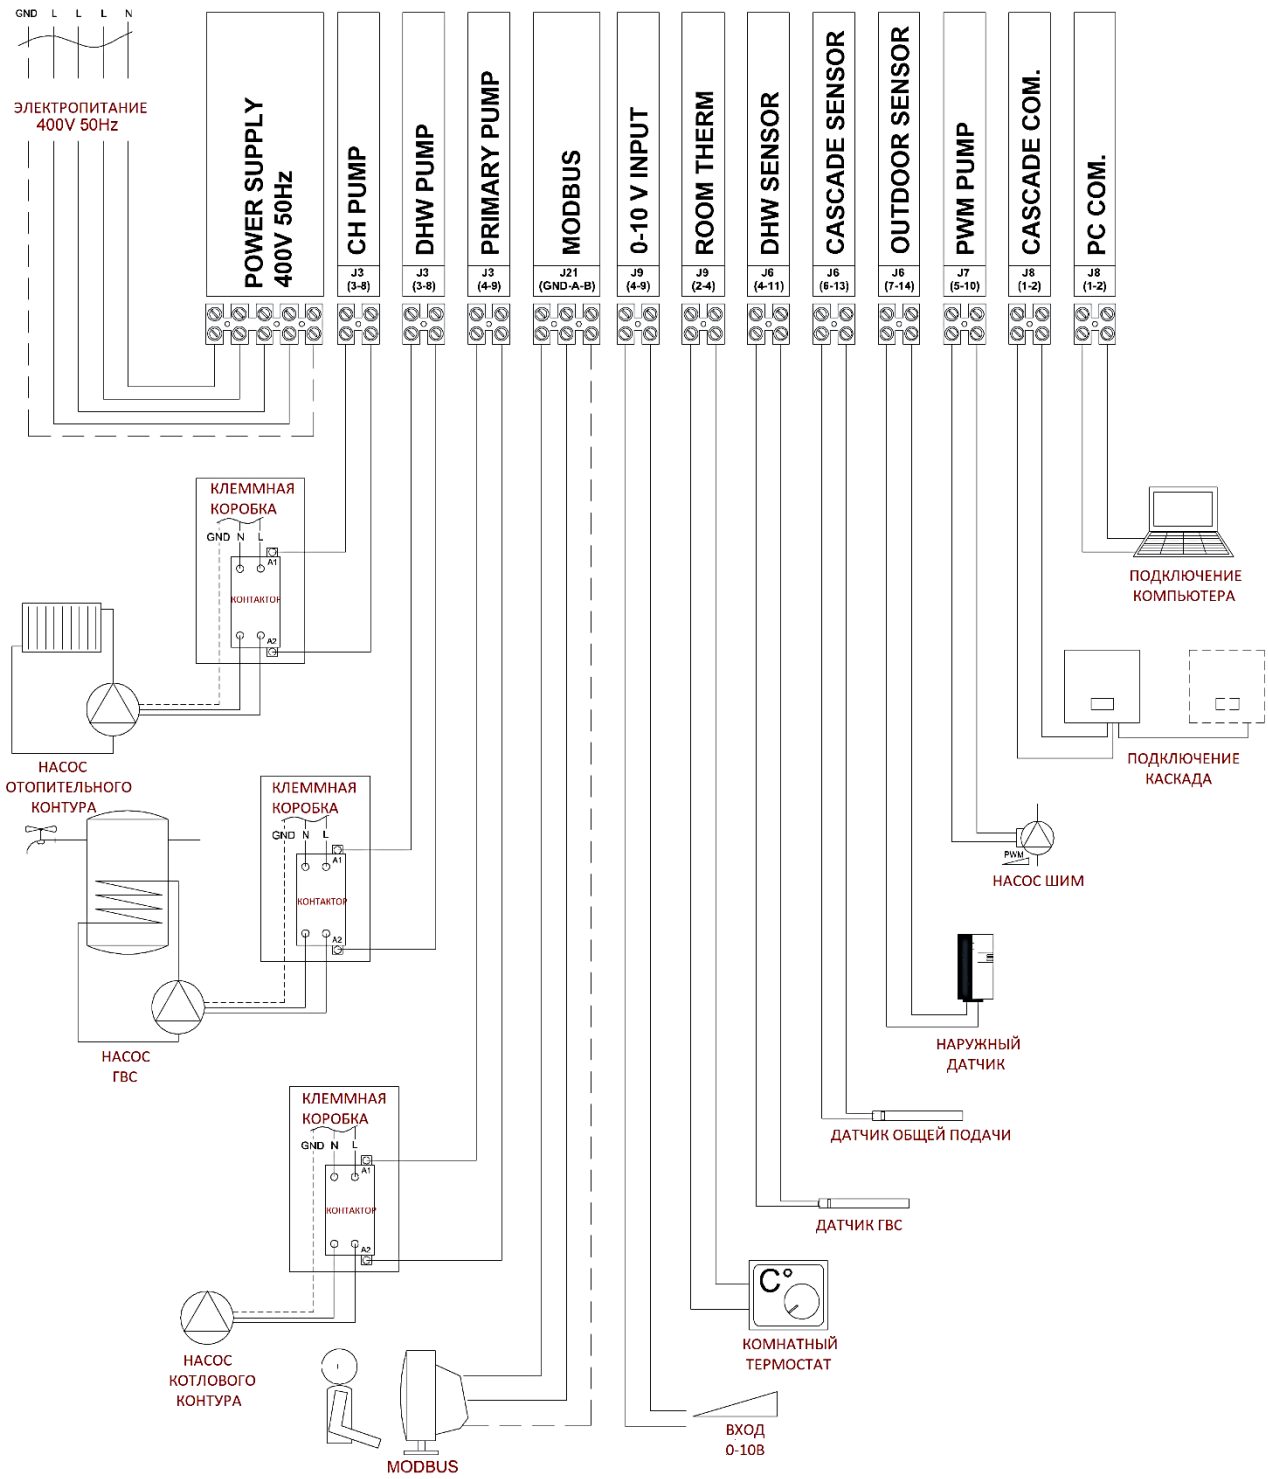 GND L L L N
ЭЛЕКТРОПИТАНИЕ
400V 50Hz
POWER SUPPLY
400V 50Hz
CH PUMP
J3
(3-8)
DHW PUMP
J3
(3-8)
PRIMARY PUMP
J3
(4-9)
MODBUS
J21
(GND-A-B)
0-10 V INPUT
J9
(4-9)
ROOM THERM
J9
(2-4)
DHW SENSOR
J6
(4-11)
CASCADE SENSOR
J6
(6-13)
OUTDOOR SENSOR
J6
(7-14)
PWM PUMP
J7
(5-10)
CASCADE COM.
J8
(1-2)
PC COM.
J8
(1-2)
КЛЕММНАЯ
КОРОБКА
GND N L
A1
КОНТАКТОР
A2
НАСОС
ОТОПИТЕЛЬНОГО
КОНТУРА
ПОДКЛЮЧЕНИЕ
КОМПЬЮТЕРА
ПОДКЛЮЧЕНИЕ
КАСКАДА
КЛЕММНАЯ
КОРОБКА
GND N L
A1
КОНТАКТОР
A2
НАСОС
ГВС
PWM
НАСОС ШИМ
НАРУЖНЫЙ
ДАТЧИК
КЛЕММНАЯ
КОРОБКА
GND N L
A1
КОНТАКТОР
A2
НАСОС
КОТЛОВОГО
КОНТУРА
ДАТЧИК ОБЩЕЙ ПОДАЧИ
ДАТЧИК ГВС
C°
КОМНАТНЫЙ
ТЕРМОСТАТ
ВХОД
0-10В
MODBUS